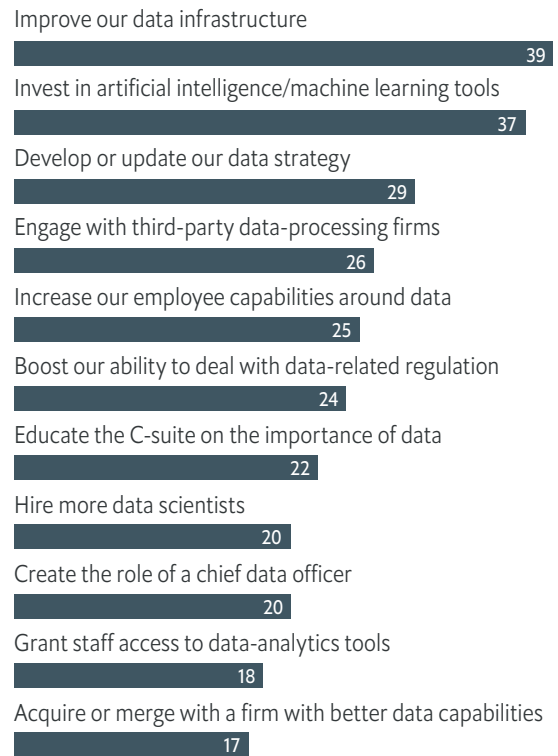 Improve our data infrastructure
39
Invest in artificial intelligence/machine learning tools
37
Develop or update our data strategy
29
Engage with third-party data-processing firms
26
Increase our employee capabilities around data
25
Boost our ability to deal with data-related regulation
24
Educate the C-suite on the importance of data
22
Hire more data scientists
20
Create the role of a chief data officer
20
Grant staff access to data-analytics tools
18
Acquire or merge with a firm with better data capabilities
17